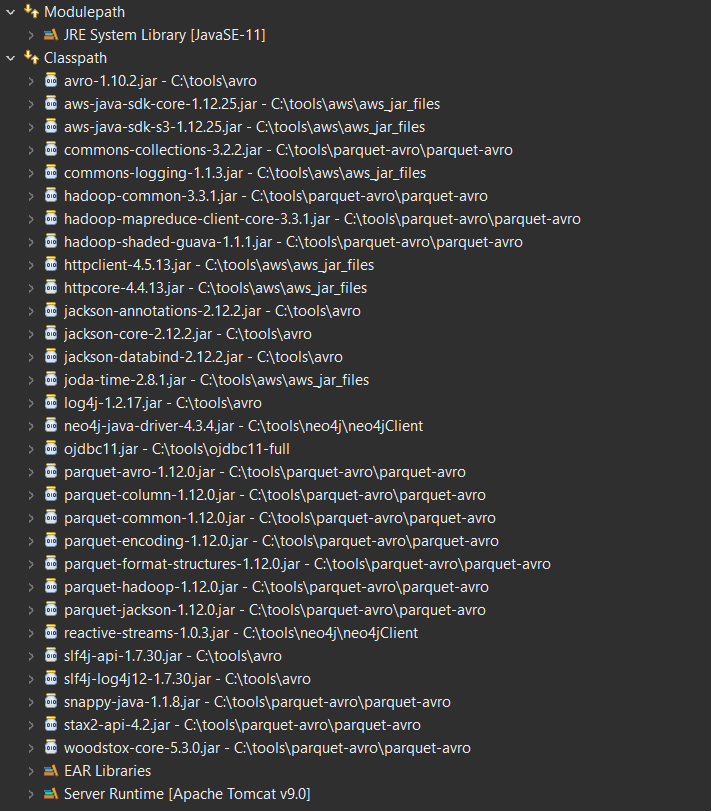 Modulepath
JRE System Library [JavaSE-11]
Classpath
avro-1.10.2.jar - C:\tools\avro
aws-java-sdk-core-1.12.25.jar - C:\tools\aws\aws_jar_files
aws-java-sdk-s3-1.12.25.jar - C:\tools\aws\aws_jar_files
commons-collections-3.2.2.jar - C:\tools\parquet-avro\parquet-avro
commons-logging-1.1.3.jar - C:\tools\aws\aws_jar_files
hadoop-common-3.3.1.jar - C:\tools\parquet-avro\parquet-avro
hadoop-mapreduce-client-core-3.3.1.jar - C:\tools\parquet-avro\parquet-avro
hadoop-shaded-guava-1.1.1.jar - C:\tools\parquet-avro\parquet-avro
httpclient-4.5.13.jar - C:\tools\aws\aws_jar_files
httpcore-4.4.13.jar - C:\tools\aws\aws_jar_files
jackson-annotations-2.12.2.jar - C:\tools\avro
jackson-core-2.12.2.jar - C:\tools\avro
jackson-databind-2.12.2.jar - C:\tools\avro
joda-time-2.8.1.jar - C:\tools\aws\aws_jar_files
log4j-1.2.17.jar - C:\tools\avro
neo4j-java-driver-4.3.4.jar - C:\tools\neo4j\neo4jClient
ojdbc11.jar - C:\tools\ojdbc11-full
parquet-avro-1.12.0.jar - C:\tools\parquet-avro\parquet-avro
parquet-column-1.12.0.jar - C:\tools\parquet-avro\parquet-avro
parquet-common-1.12.0.jar - C:\tools\parquet-avro\parquet-avro
parquet-encoding-1.12.0.jar - C:\tools\parquet-avro\parquet-avro
parquet-format-structures-1.12.0.jar - C:\tools\parquet-avro\parquet-avro
parquet-hadoop-1.12.0.jar - C:\tools\parquet-avro\parquet-avro
parquet-jackson-1.12.0.jar - C:\tools\parquet-avro\parquet-avro
reactive-streams-1.0.3.jar - C:\tools\neo4j\neo4jClient
slf4j-api-1.7.30.jar - C:\tools\avro
slf4j-log4j12-1.7.30.jar - C:\tools\avro
snappy-java-1.1.8.jar - C:\tools\parquet-avro\parquet-avro
stax2-api-4.2.jar - C:\tools\parquet-avro\parquet-avro
woodstox-core-5.3.0.jar - C:\tools\parquet-avro\parquet-avro
EAR Libraries
Server Runtime [Apache Tomcat v9.0]